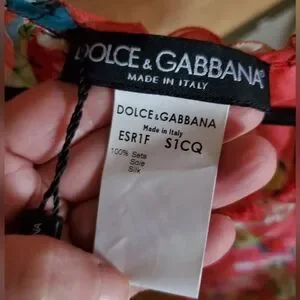 DOLCE & GABBANA
MADE IN ITALY
DOLCE & GABBANA
Made in Italy
ESR1F S1CQ
100% Seta
Soie
Silk